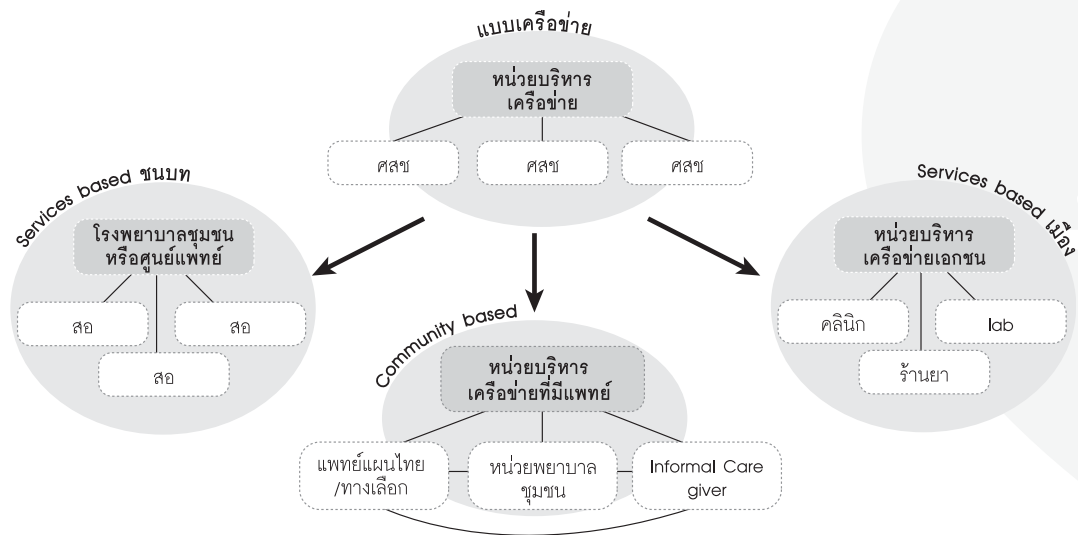 แบบเครือข่าย
หน่วยบริหาร
เครือข่าย
ศสช
ศสช
ศสช
Services based ชนบท
โรงพยาบาลชุมชน
หรือศูนย์แพทย์
สอ
สอ
สอ
Community based
หน่วยบริหาร
เครือข่ายที่มีแพทย์
แพทย์แผนไทย
/ทางเลือก
หน่วยพยาบาล
ชุมชน
Informal Care
giver
Services based เมือง
หน่วยบริหาร
เครือข่ายเอกชน
คลินิก
lab
ร้านยา